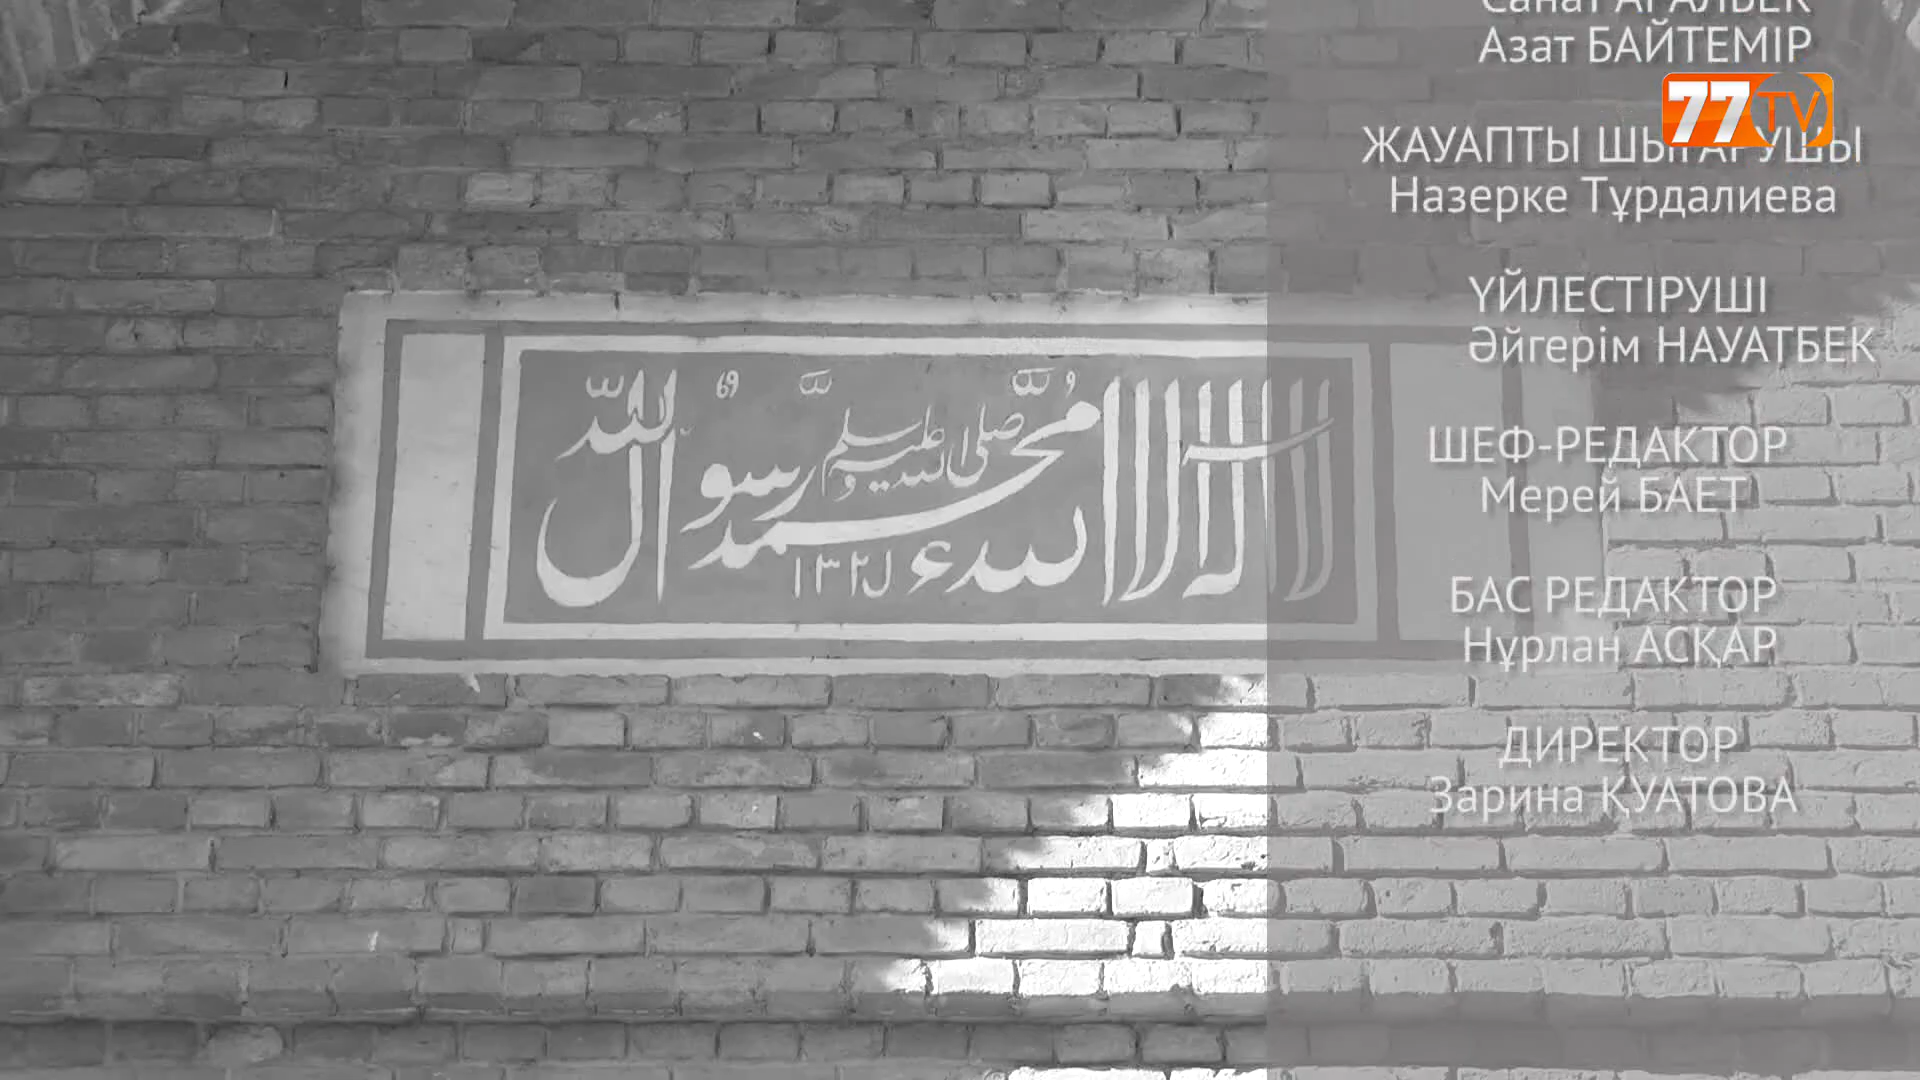 لا اله الا الله محمد رسول الله
صلى الله عليه وسلم
Азат БАЙТЕМІР
77TV
ЖАУАПТЫ ШЫҒАРУШЫ
Назерке Тұрдалиева
ҮЙЛЕСТІРУШІ
Әйгерім НАУАТБЕК
ШЕФ-РЕДАКТОР
Мерей БАЕТ
БАС РЕДАКТОР
Нұрлан АСҚАР
ДИРЕКТОР
Зарина ҚУАТОВА